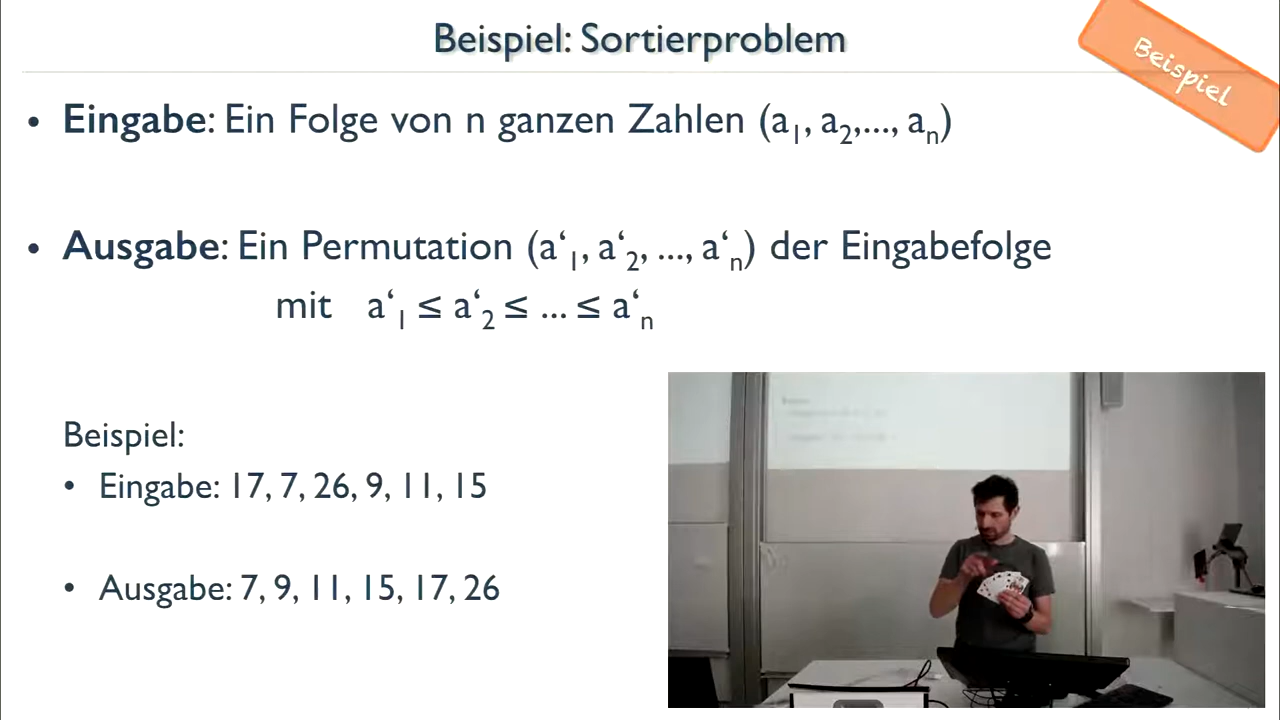 Beispiel: Sortierproblem
Beispiel
• Eingabe: Ein Folge von n ganzen Zahlen (a₁, a₂,..., aₙ)
• Ausgabe: Ein Permutation (a‘₁, a‘₂, ..., a‘ₙ) der Eingabefolge
mit a‘₁ ≤ a‘₂ ≤ ... ≤ a‘ₙ
Beispiel:
• Eingabe: 17, 7, 26, 9, 11, 15
• Ausgabe: 7, 9, 11, 15, 17, 26